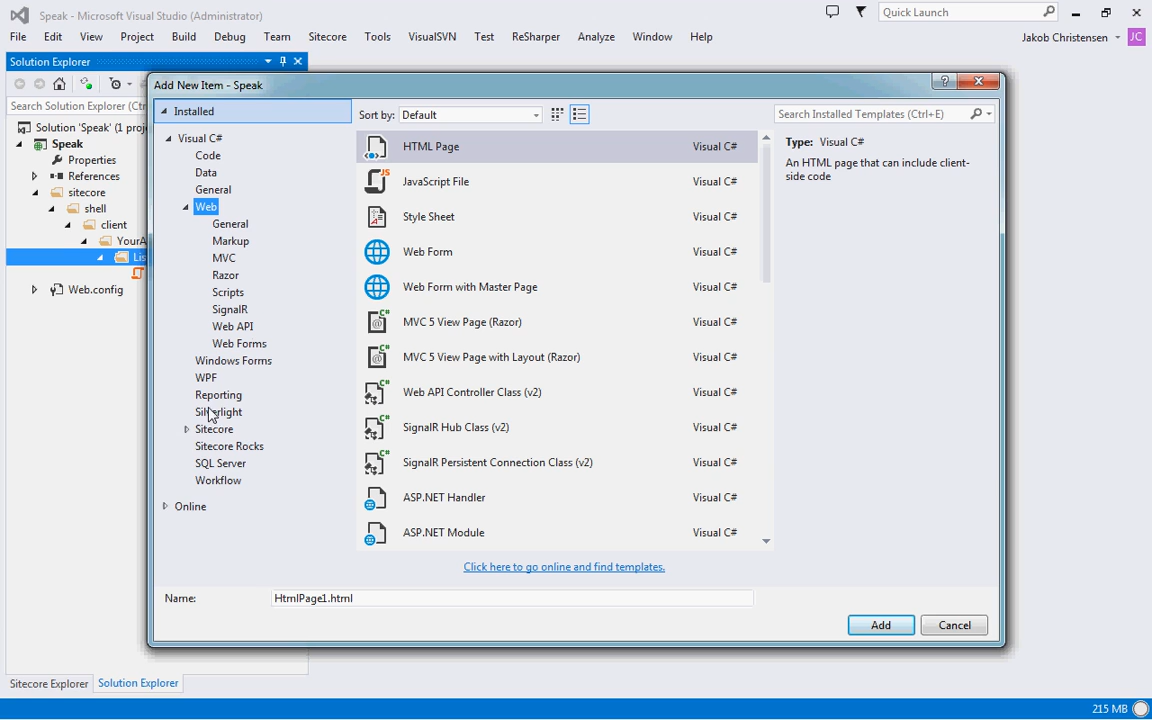 Speak - Microsoft Visual Studio (Administrator)
Quick Launch
File Edit View Project Build Debug Team Sitecore Tools VisualSVN Test ReSharper Analyze Window Help
Jakob Christensen JC
Solution Explorer
Search Solution Explorer (Ctr
Solution 'Speak' (1 proj
Speak
Properties
References
sitecore
shell
client
YourA
Lis
Web.config
Add New Item - Speak
Installed
Visual C#
Code
Data
General
Web
General
Markup
MVC
Razor
Scripts
SignalR
Web API
Web Forms
Windows Forms
WPF
Reporting
Silverlight
Sitecore
Sitecore Rocks
SQL Server
Workflow
Online
Sort by: Default
HTML Page Visual C#
JavaScript File Visual C#
Style Sheet Visual C#
Web Form Visual C#
Web Form with Master Page Visual C#
MVC 5 View Page (Razor) Visual C#
MVC 5 View Page with Layout (Razor) Visual C#
Web API Controller Class (v2) Visual C#
SignalR Hub Class (v2) Visual C#
SignalR Persistent Connection Class (v2) Visual C#
ASP.NET Handler Visual C#
ASP.NET Module Visual C#
Click here to go online and find templates.
Search Installed Templates (Ctrl+E)
Type: Visual C#
An HTML page that can include client-
side code
Name: HtmlPage1.html
Add Cancel
Sitecore Explorer Solution Explorer
215 MB